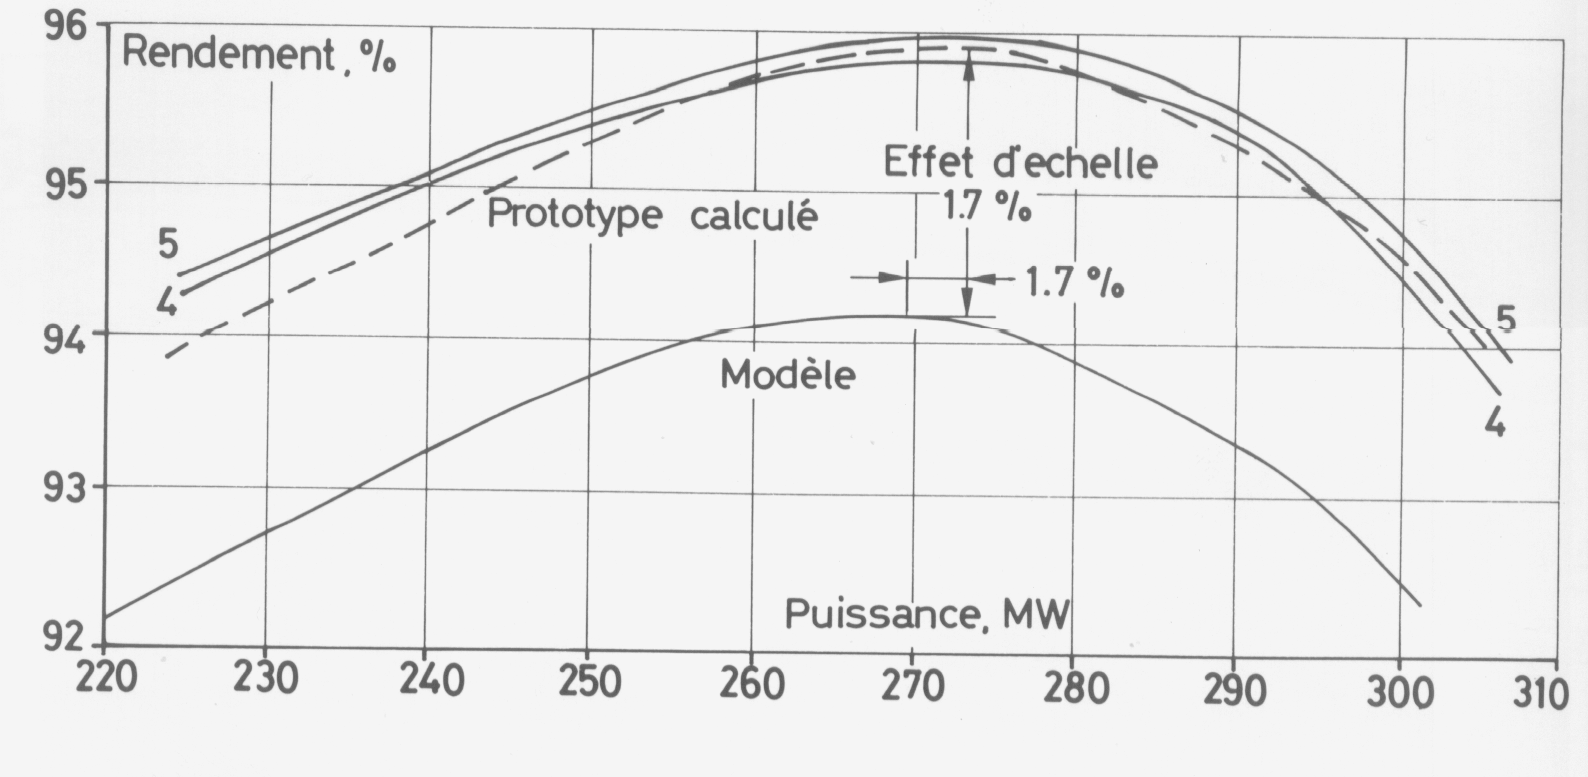 96
Rendement, %
95
Effet d'echelle
1.7 %
Prototype calculé
5
4
1.7 %
5
94
Modèle
4
93
Puissance, MW
92
220 230 240 250 260 270 280 290 300 310